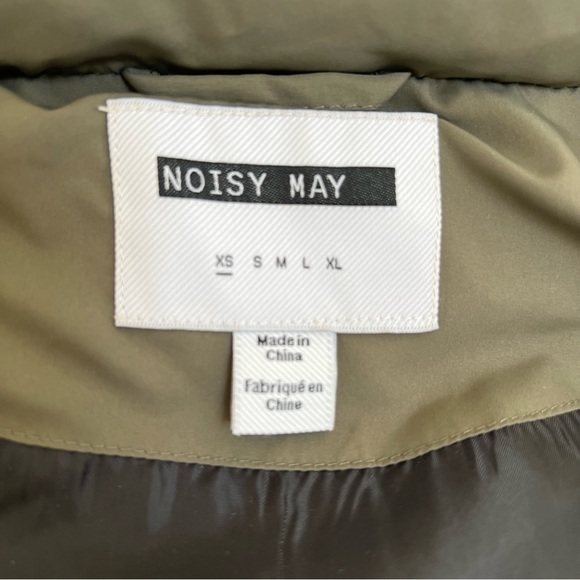 NOISY MAY
XS S M L XL
Made in
China
Fabriqué en
Chine